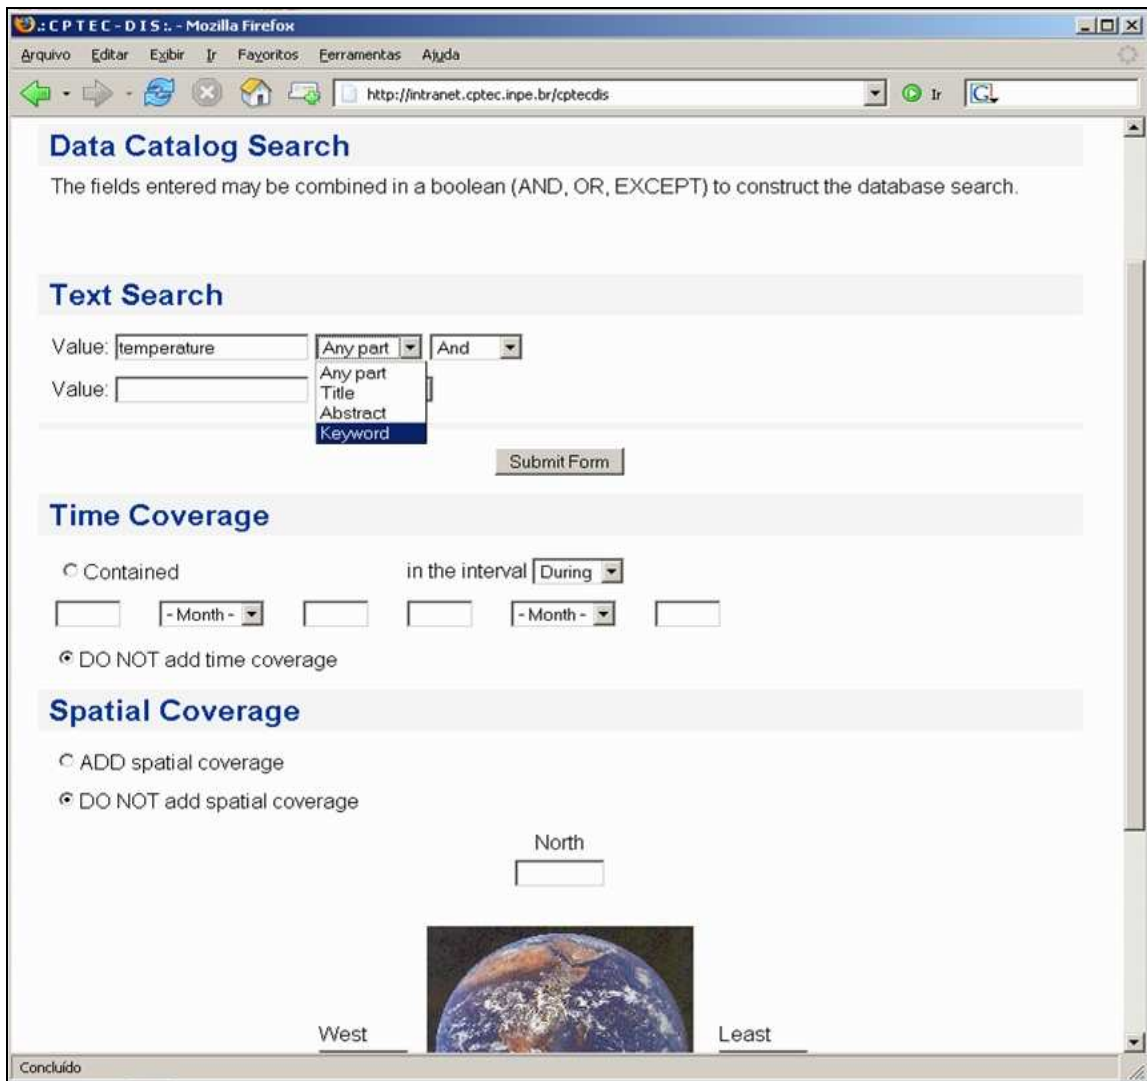 .: C P T E C - D I S :. - Mozilla Firefox
Arquivo Editar Exibir Ir Favoritos Ferramentas Ajuda
http://intranet.cptec.inpe.br/cptecdis Ir G
Data Catalog Search
The fields entered may be combined in a boolean (AND, OR, EXCEPT) to construct the database search.
Text Search
Value: temperature Any part And
Value:
Any part
Title
Abstract
Keyword
Submit Form
Time Coverage
Contained in the interval During
- Month - - Month -
DO NOT add time coverage
Spatial Coverage
ADD spatial coverage
DO NOT add spatial coverage
North
West Least
Concluído